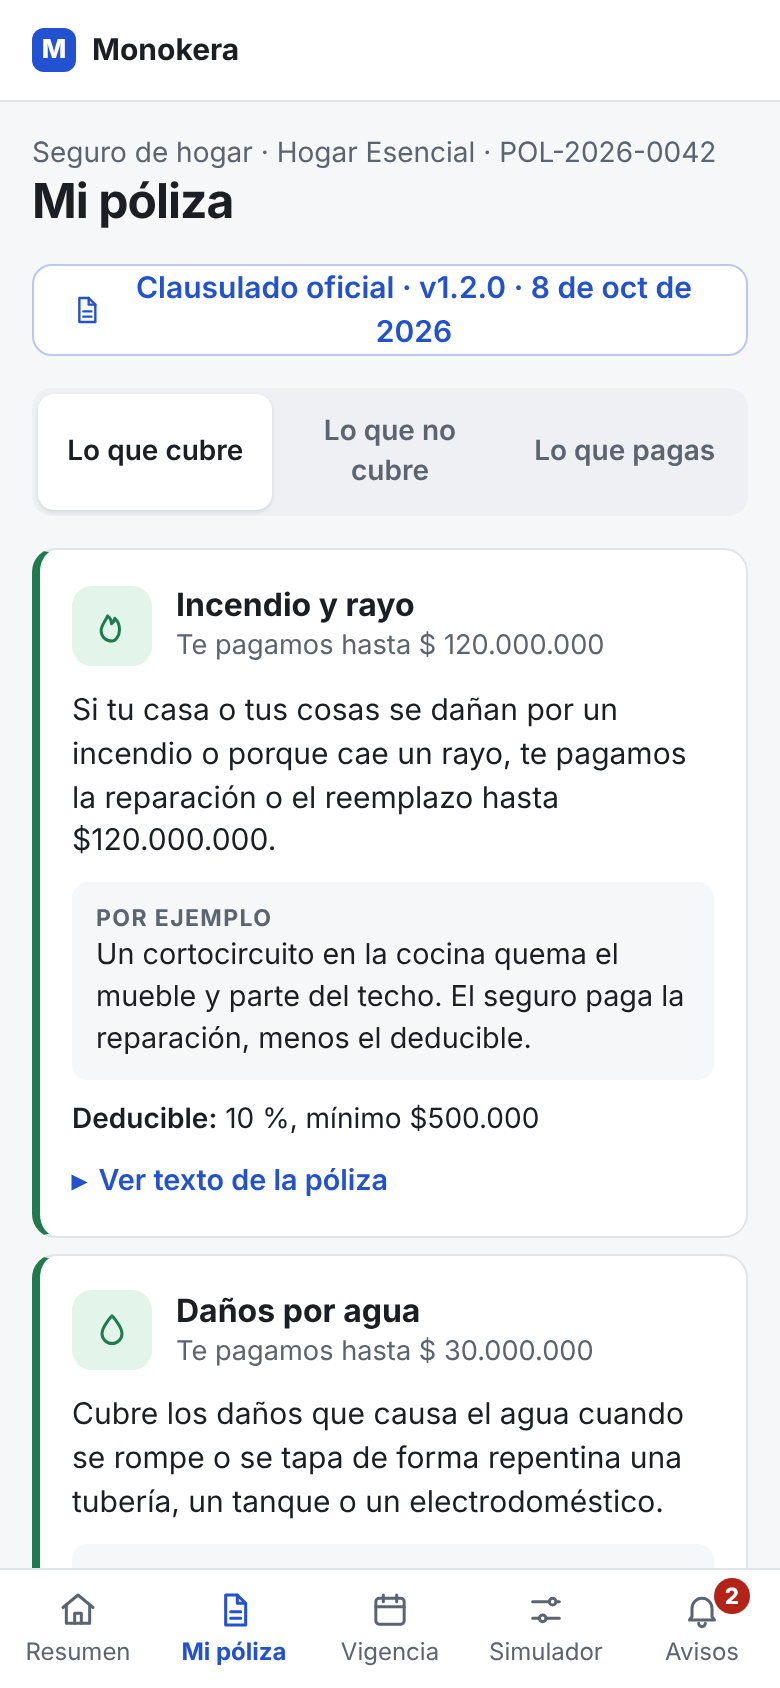 M Monokera
Seguro de hogar · Hogar Esencial · POL-2026-0042
Mi póliza
Clausulado oficial · v1.2.0 · 8 de oct de
2026
Lo que cubre
Lo que no
cubre
Lo que pagas
Incendio y rayo
Te pagamos hasta $ 120.000.000
Si tu casa o tus cosas se dañan por un
incendio o porque cae un rayo, te pagamos
la reparación o el reemplazo hasta
$120.000.000.
POR EJEMPLO
Un cortocircuito en la cocina quema el
mueble y parte del techo. El seguro paga la
reparación, menos el deducible.
Deducible: 10 %, mínimo $500.000
▸ Ver texto de la póliza
Daños por agua
Te pagamos hasta $ 30.000.000
Cubre los daños que causa el agua cuando
se rompe o se tapa de forma repentina una
tubería, un tanque o un electrodoméstico.
2
Resumen
Mi póliza
Vigencia
Simulador
Avisos